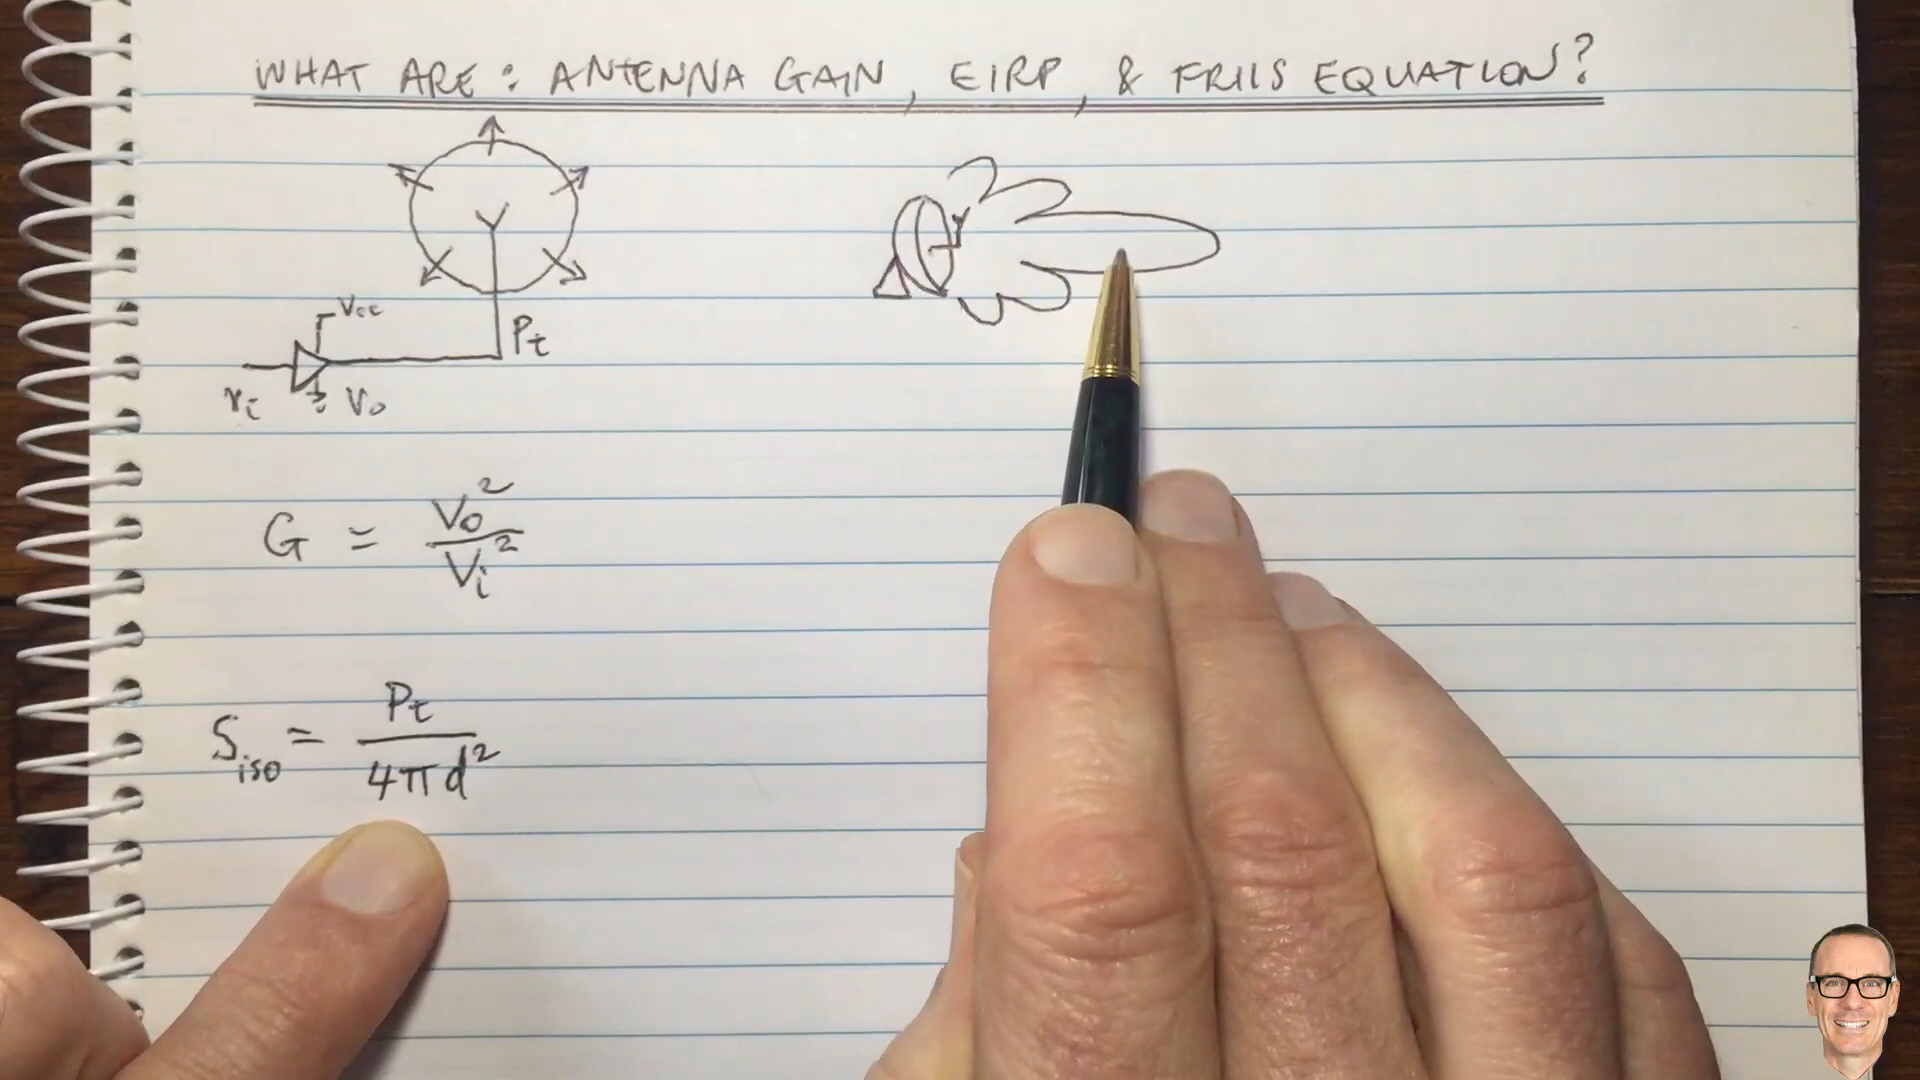 WHAT ARE: ANTENNA GAIN, EIRP, & FRIIS EQUATION?
Vcc
Pt
Vi
Vo
G = Vo²/Vi²
Siso = Pt/4πd²